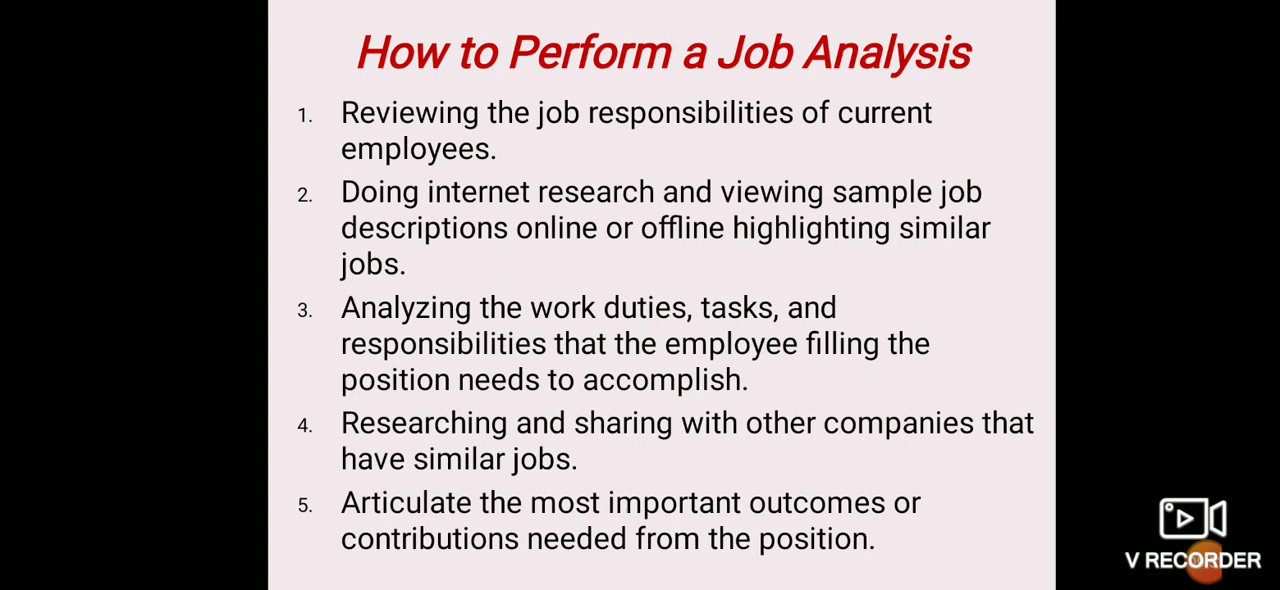 How to Perform a Job Analysis
1. Reviewing the job responsibilities of current
employees.
2. Doing internet research and viewing sample job
descriptions online or offline highlighting similar
jobs.
3. Analyzing the work duties, tasks, and
responsibilities that the employee filling the
position needs to accomplish.
4. Researching and sharing with other companies that
have similar jobs.
5. Articulate the most important outcomes or
contributions needed from the position.
V RECORDER